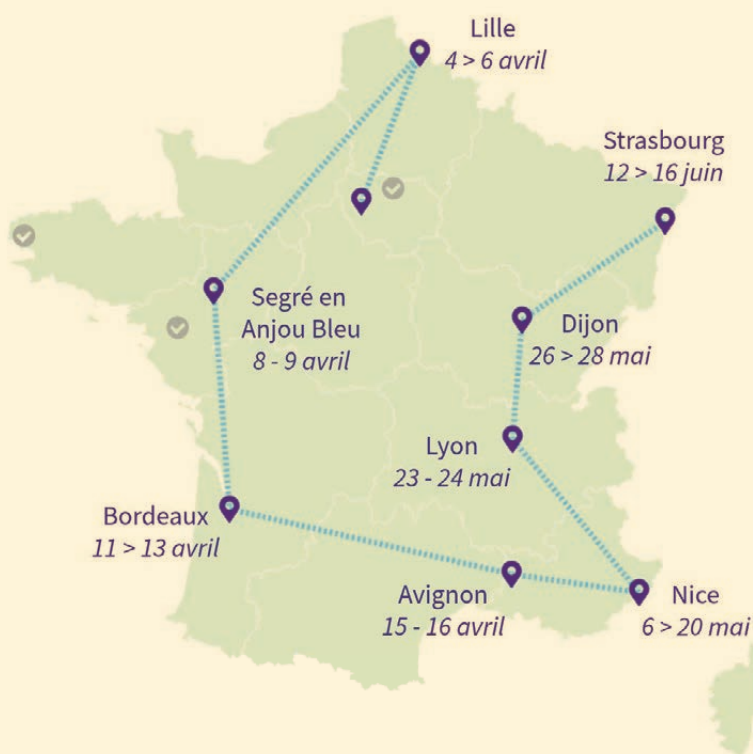 Lille
4 > 6 avril
Strasbourg
12 > 16 juin
Segré en
Anjou Bleu
8 - 9 avril
Dijon
26 > 28 mai
Lyon
23 - 24 mai
Bordeaux
11 > 13 avril
Avignon
15 - 16 avril
Nice
6 > 20 mai